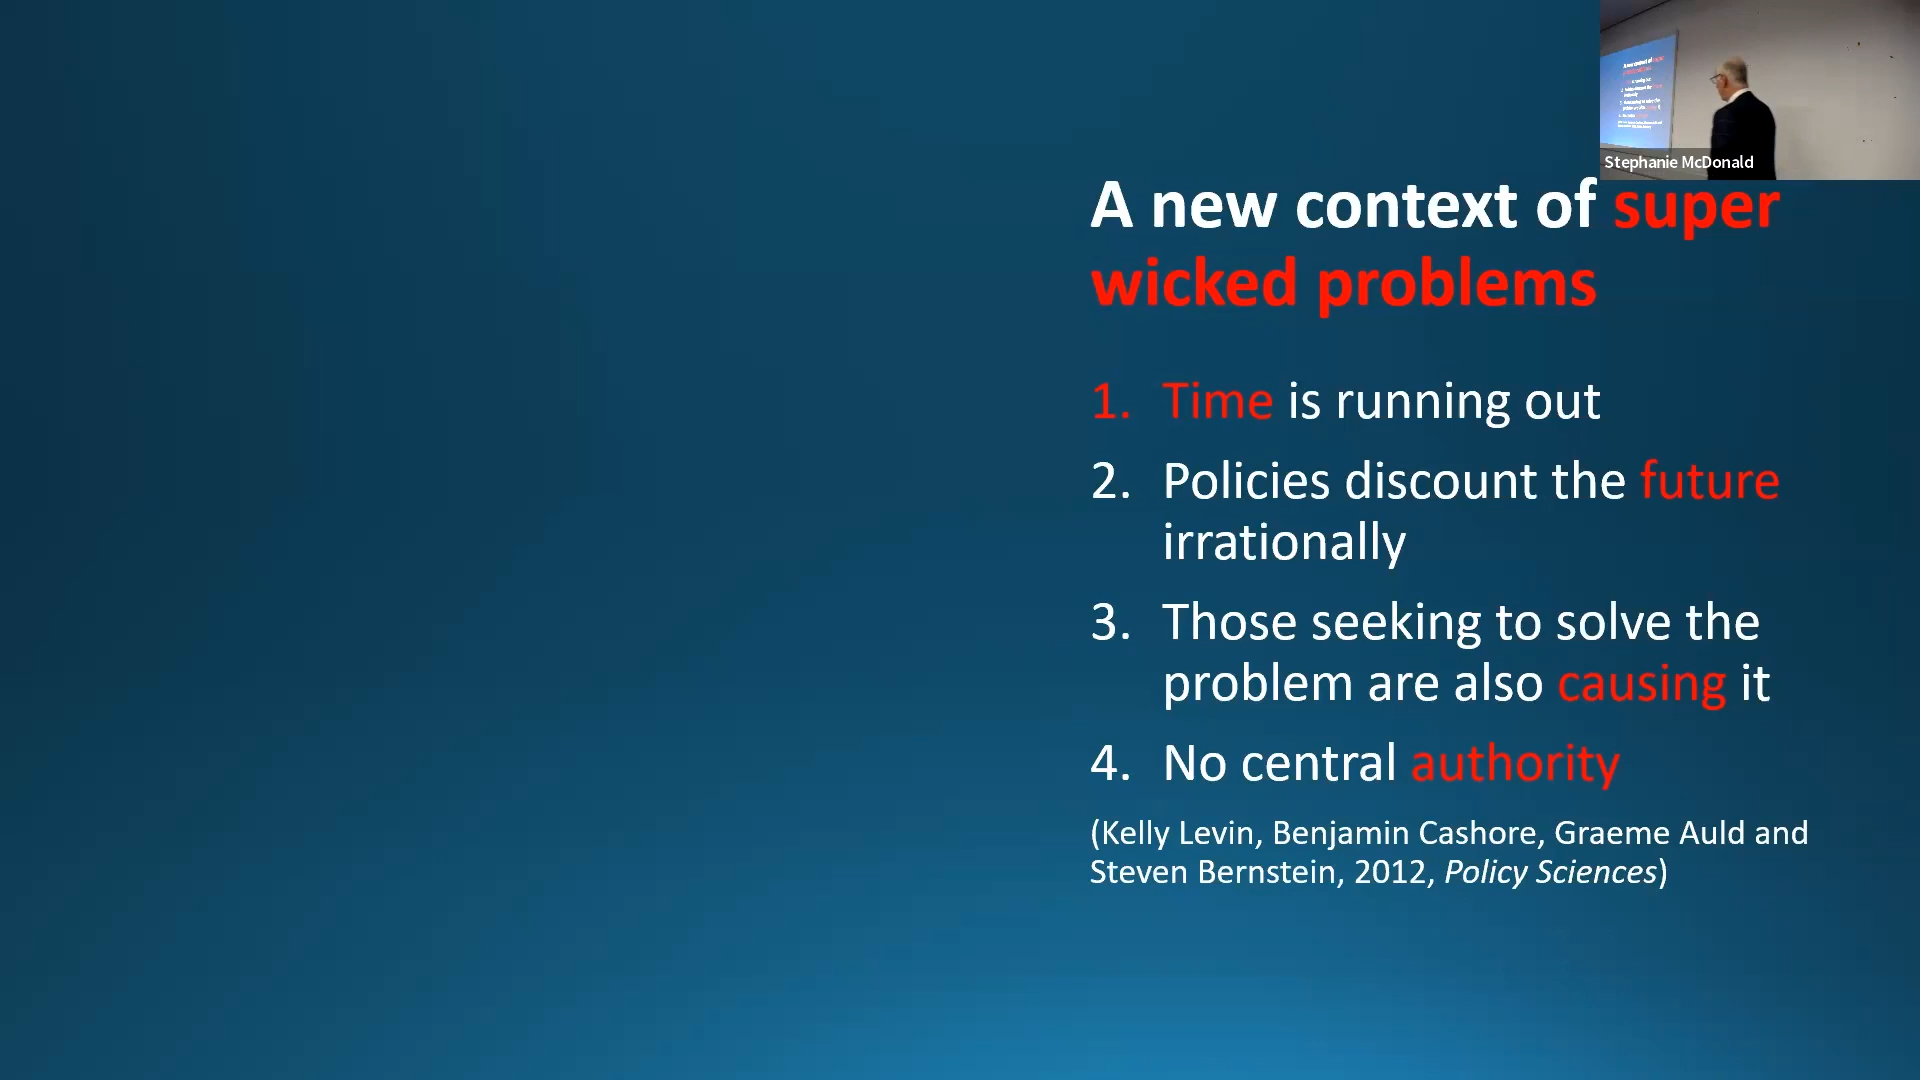 Stephanie McDonald
A new context of super
wicked problems
1. Time is running out
2. Policies discount the future
irrationally
3. Those seeking to solve the
problem are also causing it
4. No central authority
(Kelly Levin, Benjamin Cashore, Graeme Auld and
Steven Bernstein, 2012, Policy Sciences)